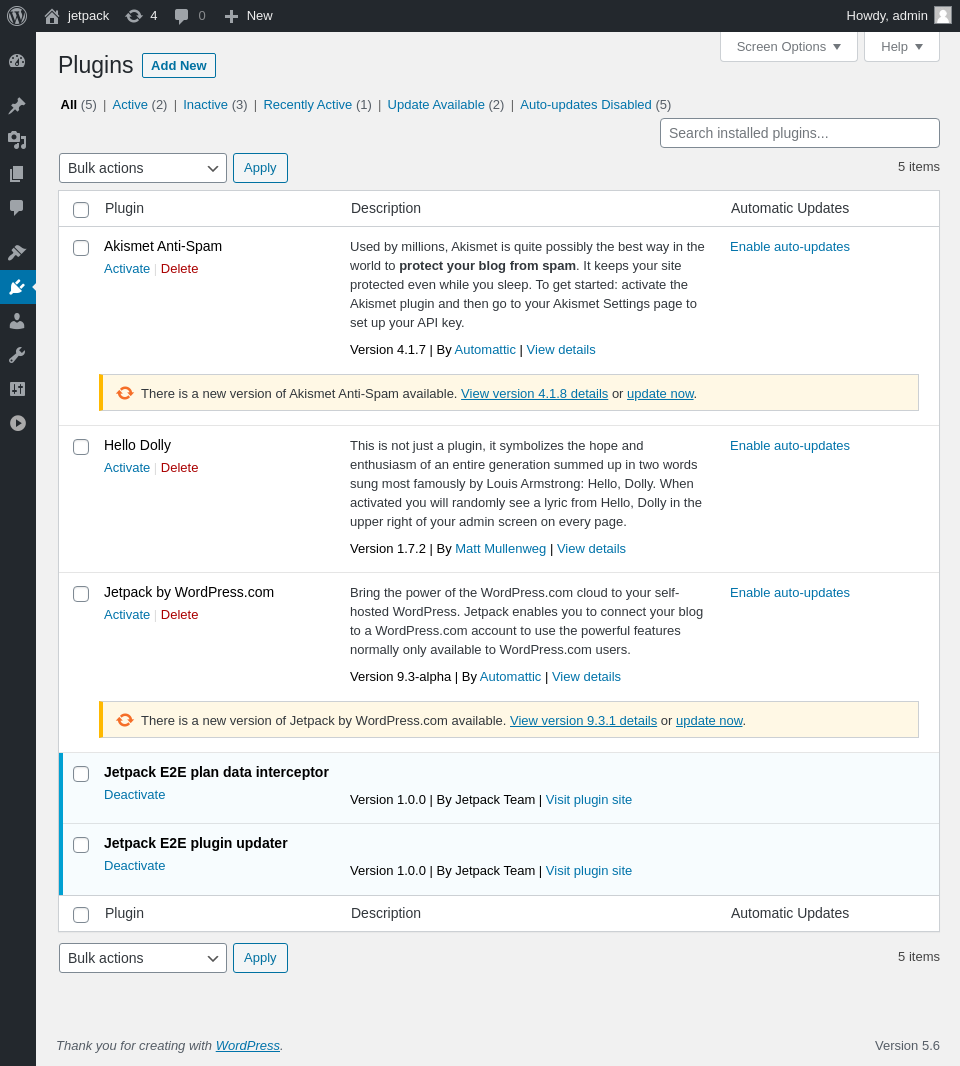 jetpack 4 0 New Howdy, admin
Screen Options Help
Plugins Add New
All (5) | Active (2) | Inactive (3) | Recently Active (1) | Update Available (2) | Auto-updates Disabled (5)
Search installed plugins...
Bulk actions Apply 5 items
Plugin Description Automatic Updates
Akismet Anti-Spam
Activate | Delete
Used by millions, Akismet is quite possibly the best way in the
world to protect your blog from spam. It keeps your site
protected even while you sleep. To get started: activate the
Akismet plugin and then go to your Akismet Settings page to
set up your API key.
Version 4.1.7 | By Automattic | View details
Enable auto-updates
There is a new version of Akismet Anti-Spam available. View version 4.1.8 details or update now.
Hello Dolly
Activate | Delete
This is not just a plugin, it symbolizes the hope and
enthusiasm of an entire generation summed up in two words
sung most famously by Louis Armstrong: Hello, Dolly. When
activated you will randomly see a lyric from Hello, Dolly in the
upper right of your admin screen on every page.
Version 1.7.2 | By Matt Mullenweg | View details
Enable auto-updates
Jetpack by WordPress.com
Activate | Delete
Bring the power of the WordPress.com cloud to your self-
hosted WordPress. Jetpack enables you to connect your blog
to a WordPress.com account to use the powerful features
normally only available to WordPress.com users.
Version 9.3-alpha | By Automattic | View details
Enable auto-updates
There is a new version of Jetpack by WordPress.com available. View version 9.3.1 details or update now.
Jetpack E2E plan data interceptor
Deactivate
Version 1.0.0 | By Jetpack Team | Visit plugin site
Jetpack E2E plugin updater
Deactivate
Version 1.0.0 | By Jetpack Team | Visit plugin site
Plugin Description Automatic Updates
Bulk actions Apply 5 items
Thank you for creating with WordPress. Version 5.6